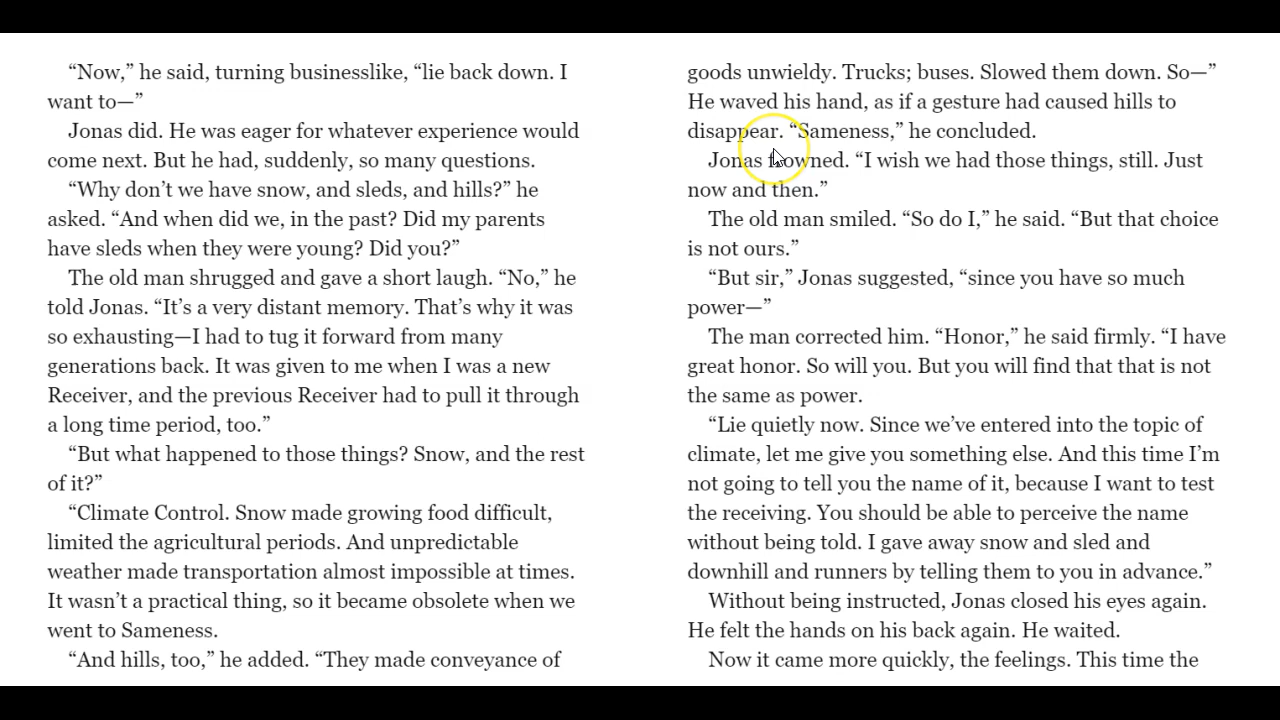 “Now,” he said, turning businesslike, “lie back down. I
want to—”
Jonas did. He was eager for whatever experience would
come next. But he had, suddenly, so many questions.
“Why don’t we have snow, and sleds, and hills?” he
asked. “And when did we, in the past? Did my parents
have sleds when they were young? Did you?”
The old man shrugged and gave a short laugh. “No,” he
told Jonas. “It’s a very distant memory. That’s why it was
so exhausting—I had to tug it forward from many
generations back. It was given to me when I was a new
Receiver, and the previous Receiver had to pull it through
a long time period, too.”
“But what happened to those things? Snow, and the rest
of it?”
“Climate Control. Snow made growing food difficult,
limited the agricultural periods. And unpredictable
weather made transportation almost impossible at times.
It wasn’t a practical thing, so it became obsolete when we
went to Sameness.
“And hills, too,” he added. “They made conveyance of
goods unwieldy. Trucks; buses. Slowed them down. So—”
He waved his hand, as if a gesture had caused hills to
disappear. “Sameness,” he concluded.
Jonas frowned. “I wish we had those things, still. Just
now and then.”
The old man smiled. “So do I,” he said. “But that choice
is not ours.”
“But sir,” Jonas suggested, “since you have so much
power—”
The man corrected him. “Honor,” he said firmly. “I have
great honor. So will you. But you will find that that is not
the same as power.
“Lie quietly now. Since we’ve entered into the topic of
climate, let me give you something else. And this time I’m
not going to tell you the name of it, because I want to test
the receiving. You should be able to perceive the name
without being told. I gave away snow and sled and
downhill and runners by telling them to you in advance.”
Without being instructed, Jonas closed his eyes again.
He felt the hands on his back again. He waited.
Now it came more quickly, the feelings. This time the